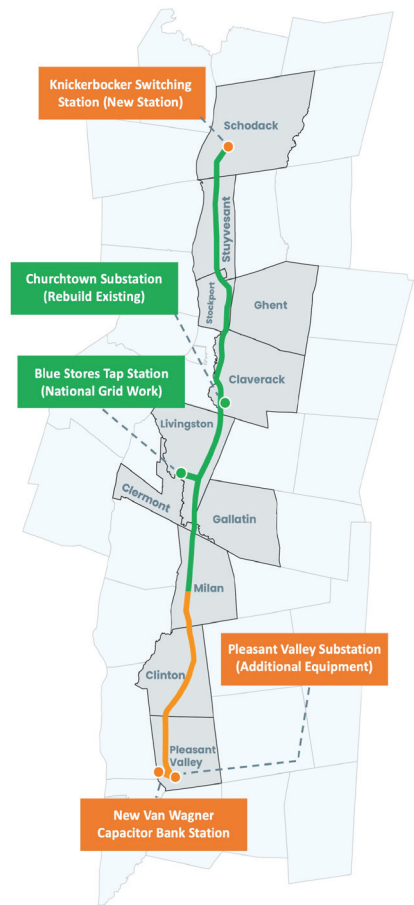 Knickerbocker Switching
Station (New Station)
Schodack
Stuyvesant
Churchtown Substation
(Rebuild Existing)
Stockport
Ghent
Blue Stores Tap Station
(National Grid Work)
Claverack
Livingston
Clermont
Gallatin
Milan
Pleasant Valley Substation
(Additional Equipment)
Clinton
Pleasant
Valley
New Van Wagner
Capacitor Bank Station